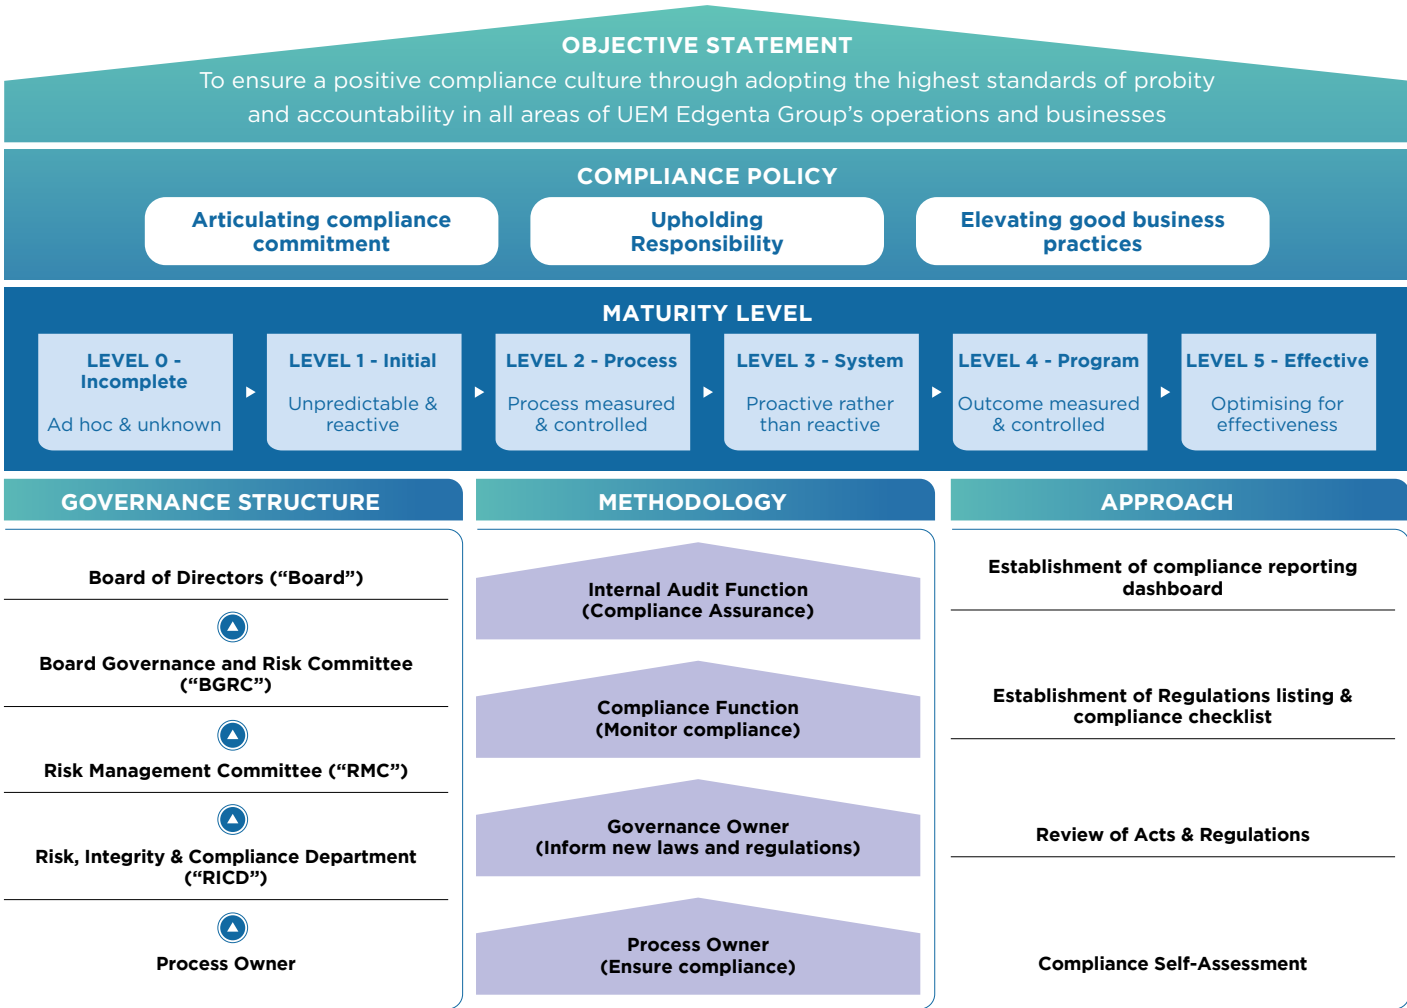 OBJECTIVE STATEMENT
To ensure a positive compliance culture through adopting the highest standards of probity
and accountability in all areas of UEM Edgenta Group's operations and businesses
COMPLIANCE POLICY
Articulating compliance
commitment
Upholding
Responsibility
Elevating good business
practices
MATURITY LEVEL
LEVEL 0 -
Incomplete
Ad hoc & unknown
LEVEL 1 - Initial
Unpredictable &
reactive
LEVEL 2 - Process
Process measured
& controlled
LEVEL 3 - System
Proactive rather
than reactive
LEVEL 4 - Program
Outcome measured
& controlled
LEVEL 5 - Effective
Optimising for
effectiveness
GOVERNANCE STRUCTURE
Board of Directors (“Board”)
Board Governance and Risk Committee
(“BGRC”)
Risk Management Committee (“RMC”)
Risk, Integrity & Compliance Department
(“RICD”)
Process Owner
METHODOLOGY
Internal Audit Function
(Compliance Assurance)
Compliance Function
(Monitor compliance)
Governance Owner
(Inform new laws and regulations)
Process Owner
(Ensure compliance)
APPROACH
Establishment of compliance reporting
dashboard
Establishment of Regulations listing &
compliance checklist
Review of Acts & Regulations
Compliance Self-Assessment